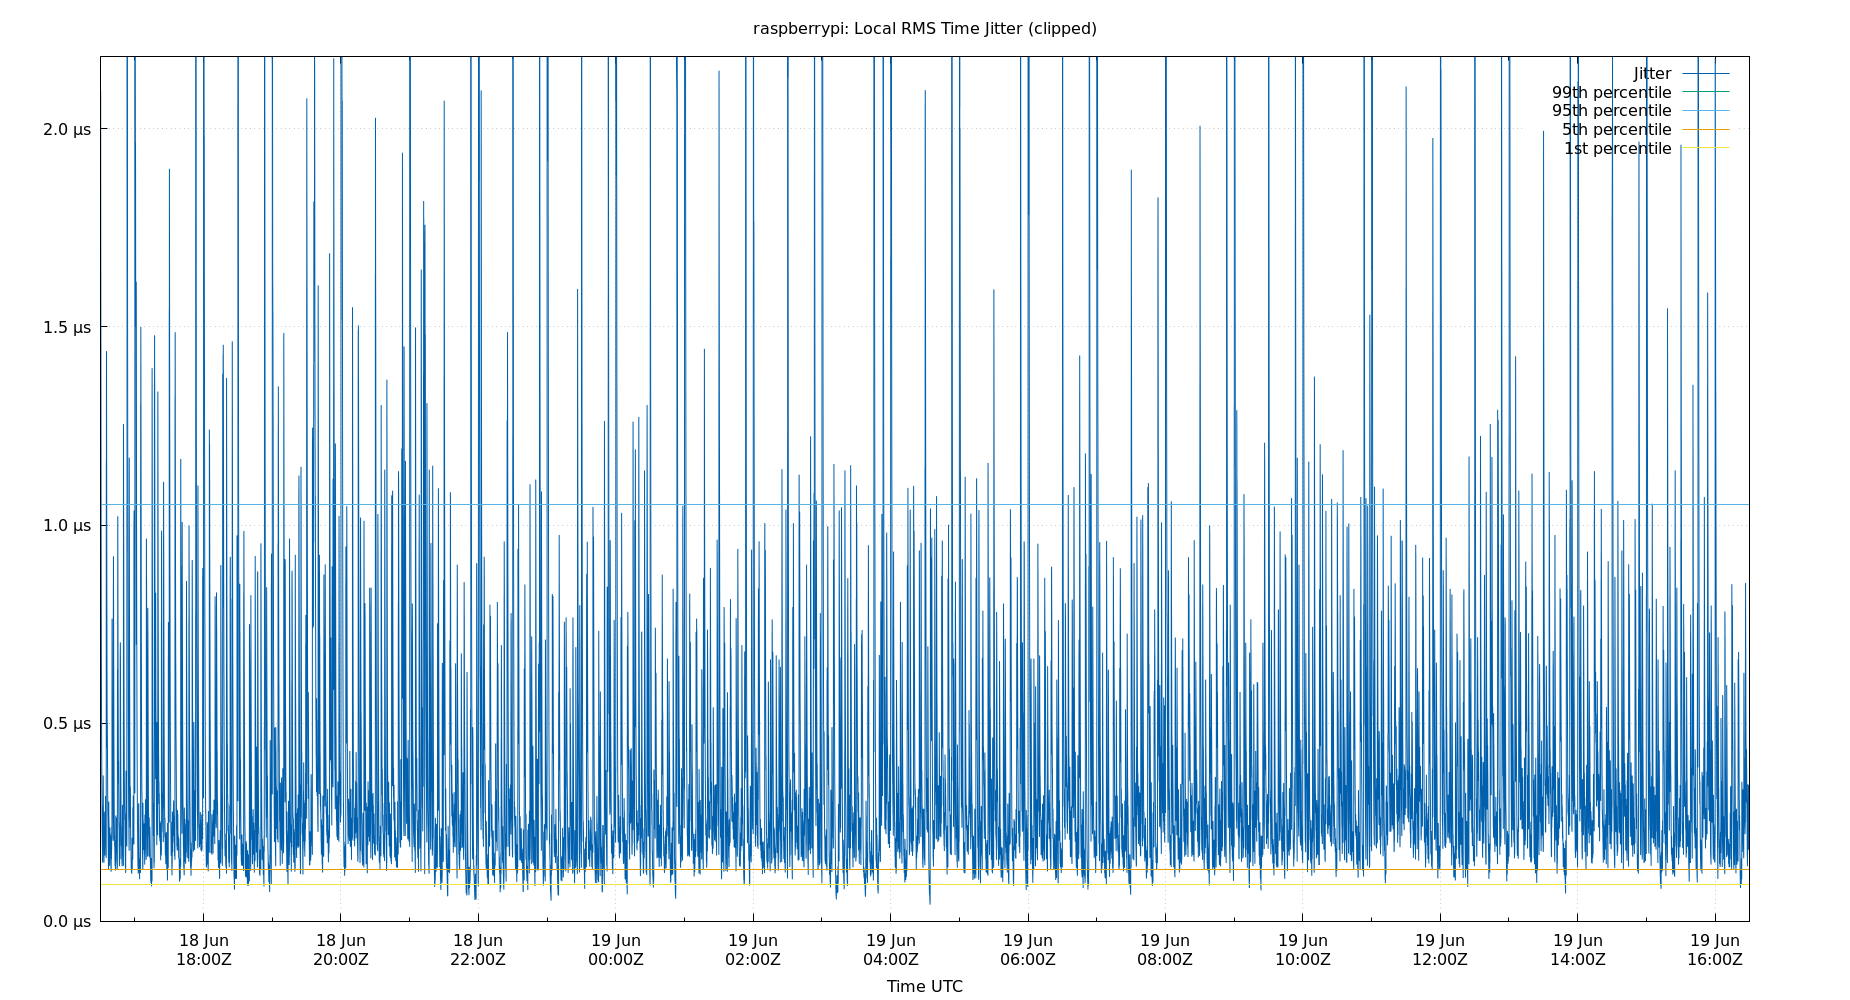 raspberrypi: Local RMS Time Jitter (clipped)
Jitter
99th percentile
95th percentile
5th percentile
1st percentile
2.0 µs
1.5 µs
1.0 µs
0.5 µs
0.0 µs
18 Jun 18 Jun 18 Jun 19 Jun 19 Jun 19 Jun 19 Jun 19 Jun 19 Jun 19 Jun 19 Jun 19 Jun
18:00Z 20:00Z 22:00Z 00:00Z 02:00Z 04:00Z 06:00Z 08:00Z 10:00Z 12:00Z 14:00Z 16:00Z
Time UTC